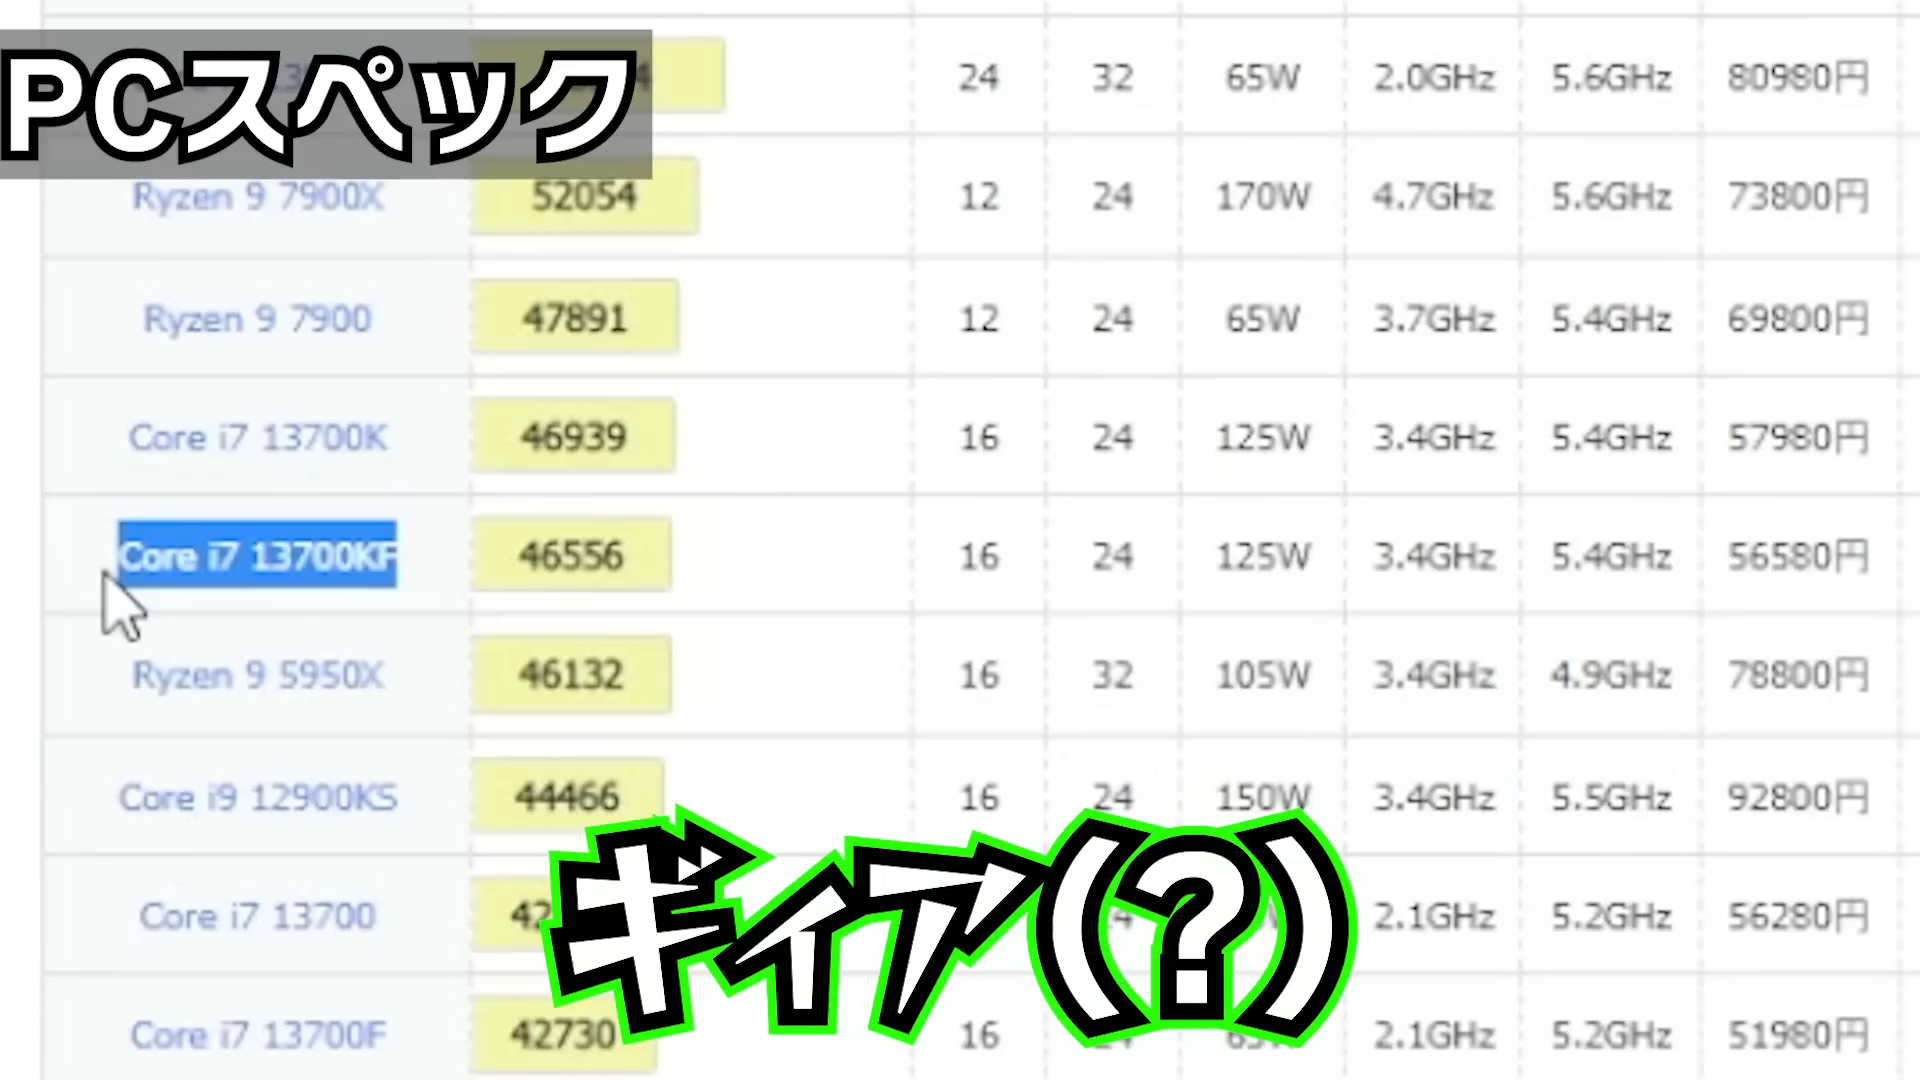 PCスペック
24 32 65W 2.0GHz 5.6GHz 80980円
Ryzen 9 7900X 52054 12 24 170W 4.7GHz 5.6GHz 73800円
Ryzen 9 7900 47891 12 24 65W 3.7GHz 5.4GHz 69800円
Core i7 13700K 46939 16 24 125W 3.4GHz 5.4GHz 57980円
Core i7 13700KF 46556 16 24 125W 3.4GHz 5.4GHz 56580円
Ryzen 9 5950X 46132 16 32 105W 3.4GHz 4.9GHz 78800円
Core i9 12900KS 44466 16 24 150W 3.4GHz 5.5GHz 92800円
Core i7 13700 2.1GHz 5.2GHz 56280円
ギィア(?)
Core i7 13700F 42730 16 2.1GHz 5.2GHz 51980円